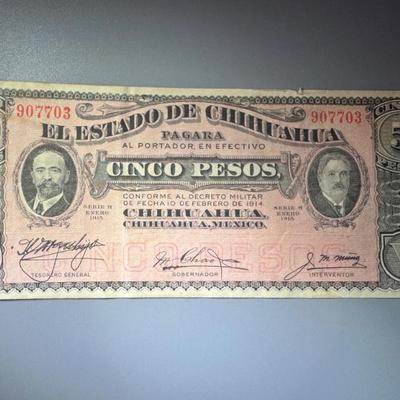 907703 907703
EL ESTADO DE CHIHUAHUA
PAGARA
AL PORTADOR, EN EFECTIVO
CINCO PESOS
CONFORME AL DECRETO MILITAR
DE FECHA 10 DE FEBRERO DE 1914.
SERIE M
ENERO
1915
SERIE M
ENERO
1915
CHIHUAHUA,
CHIHUAHUA, MEXICO.
CINCO PESOS
TESORERO GENERAL GOBERNADOR INTERVENTOR